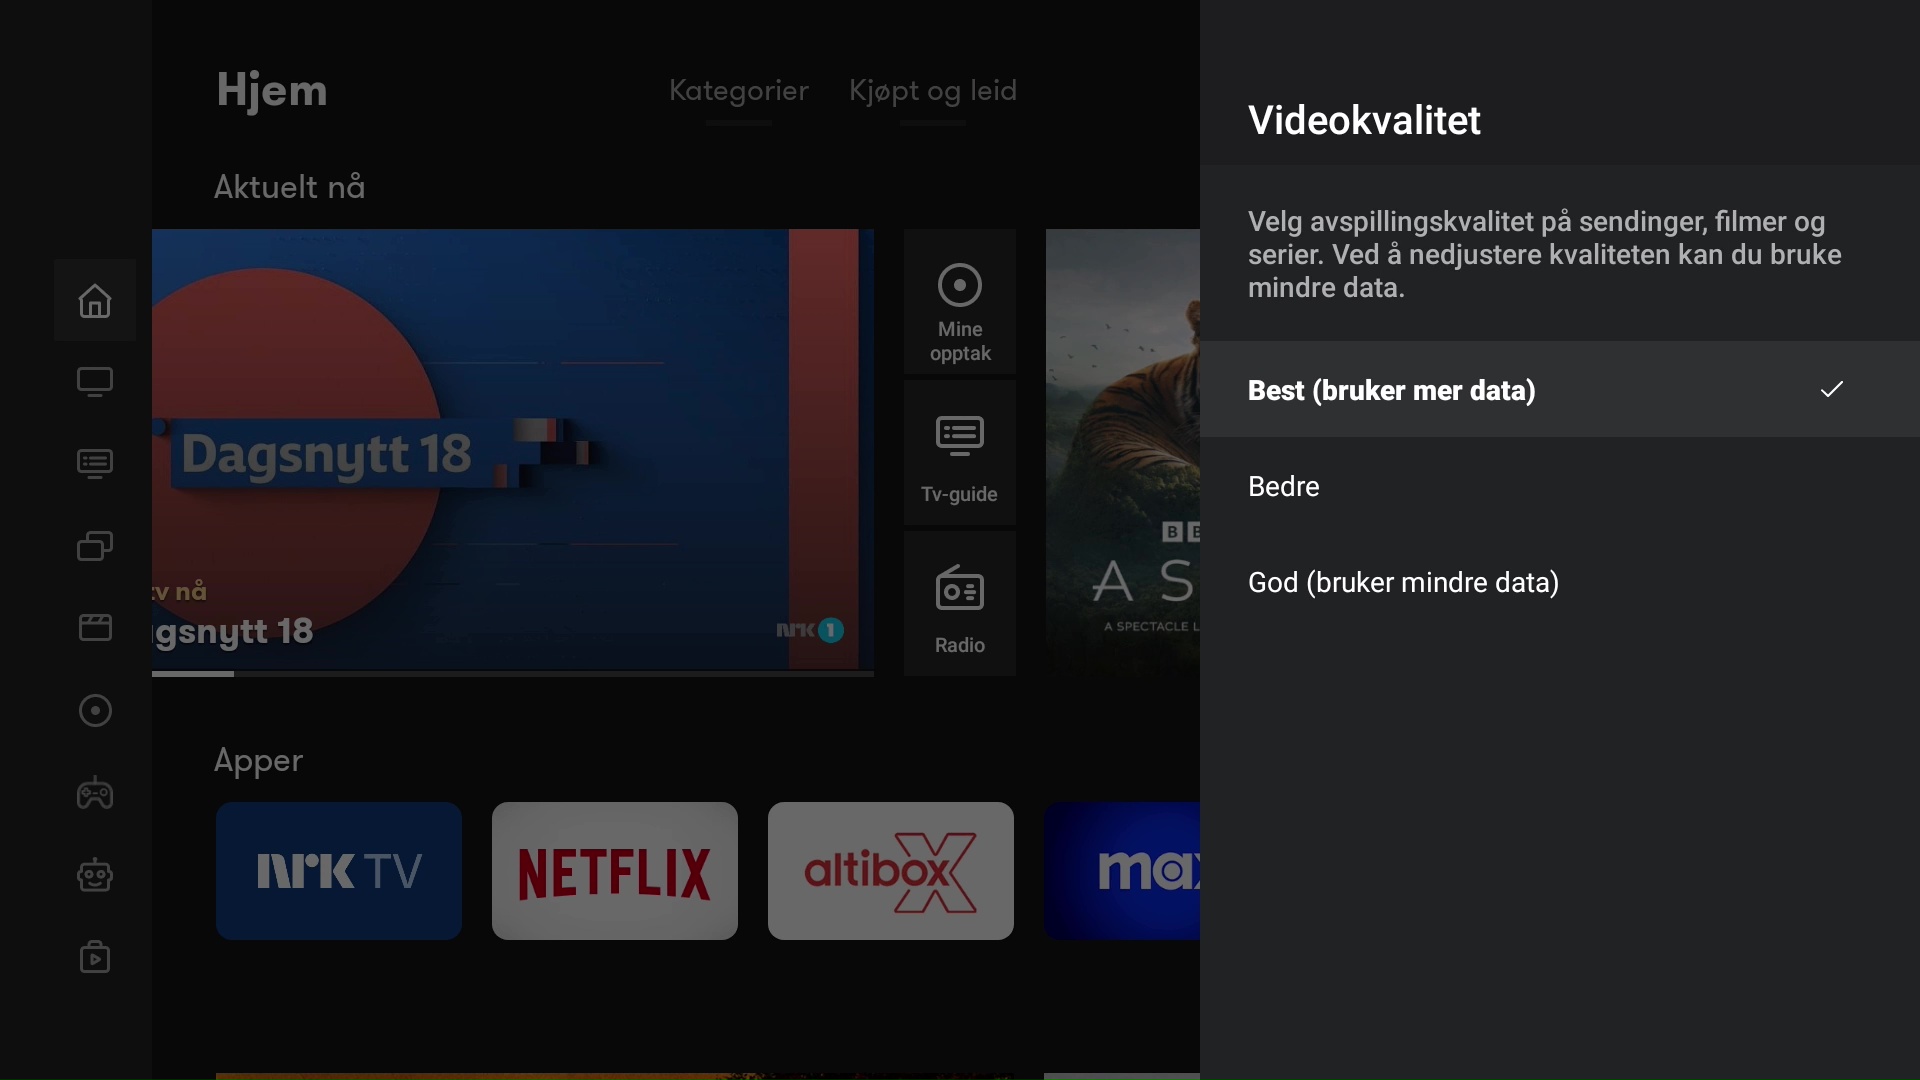 Hjem
Kategorier
Kjøpt og leid
Aktuelt nå
Dagsnytt 18
tv nå
gsnytt 18
NRK 1
Mine
opptak
Tv-guide
Radio
A S
A SPECTACLE L
Apper
NRK TV
NETFLIX
altibox
max
Videokvalitet
Velg avspillingskvalitet på sendinger, filmer og
serier. Ved å nedjustere kvaliteten kan du bruke
mindre data.
Best (bruker mer data)
Bedre
God (bruker mindre data)